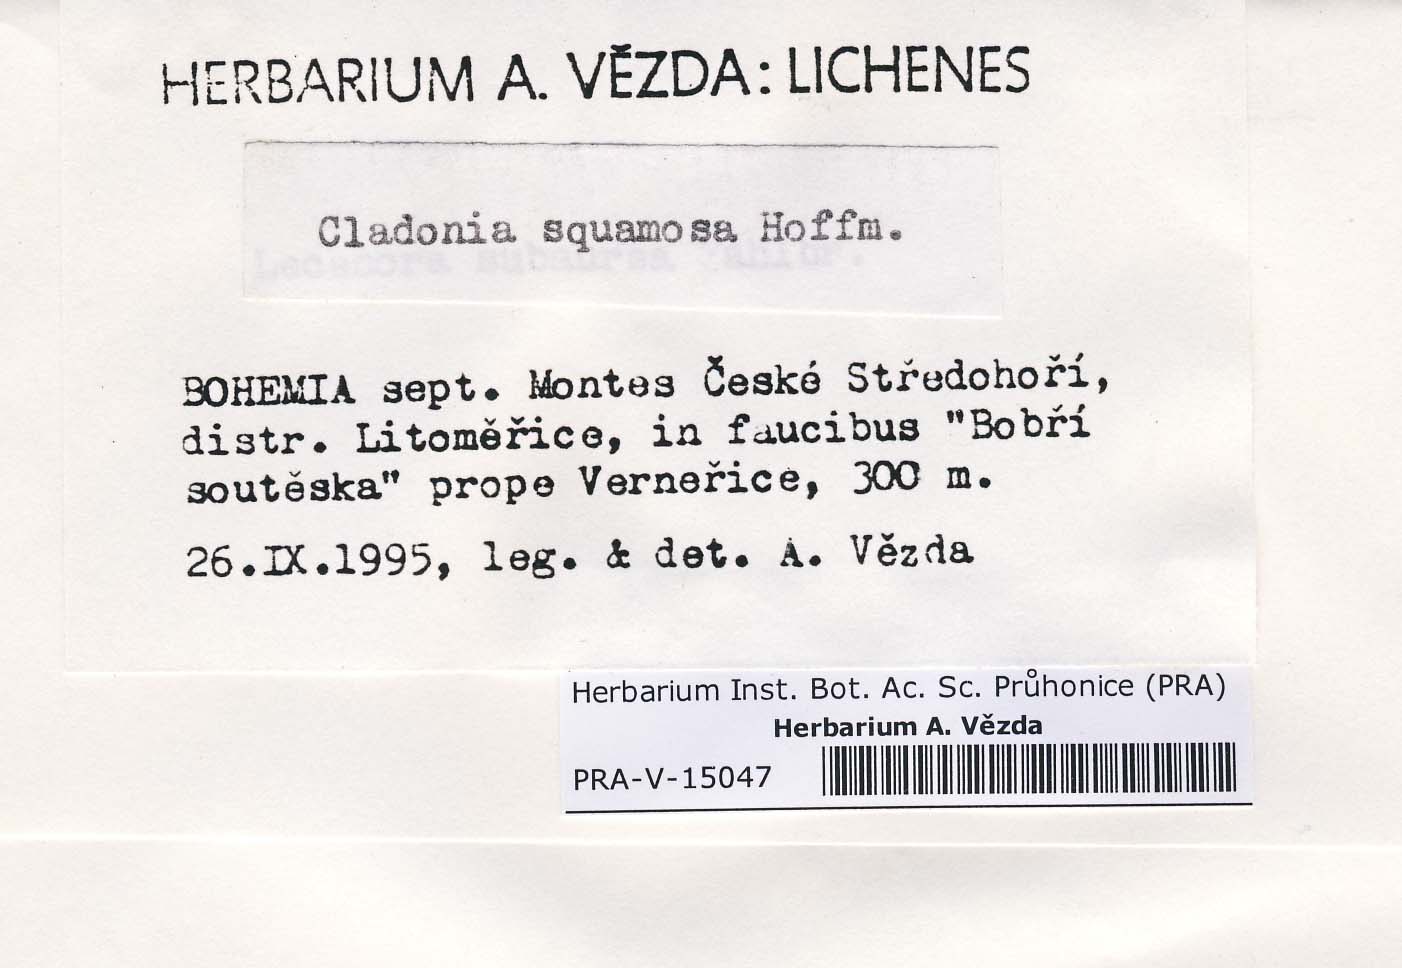 HERBARIUM A. VĚZDA: LICHENES
Cladonia squamosa Hoffm.
BOHEMIA sept. Montes České Středohoří,
distr. Litoměřice, in faucibus "Bobří
soutěska" prope Verneřice, 300 m.
26.IX.1995, leg. & det. A. Vězda
Herbarium Inst. Bot. Ac. Sc. Průhonice (PRA)
Herbarium A. Vězda
PRA-V-15047